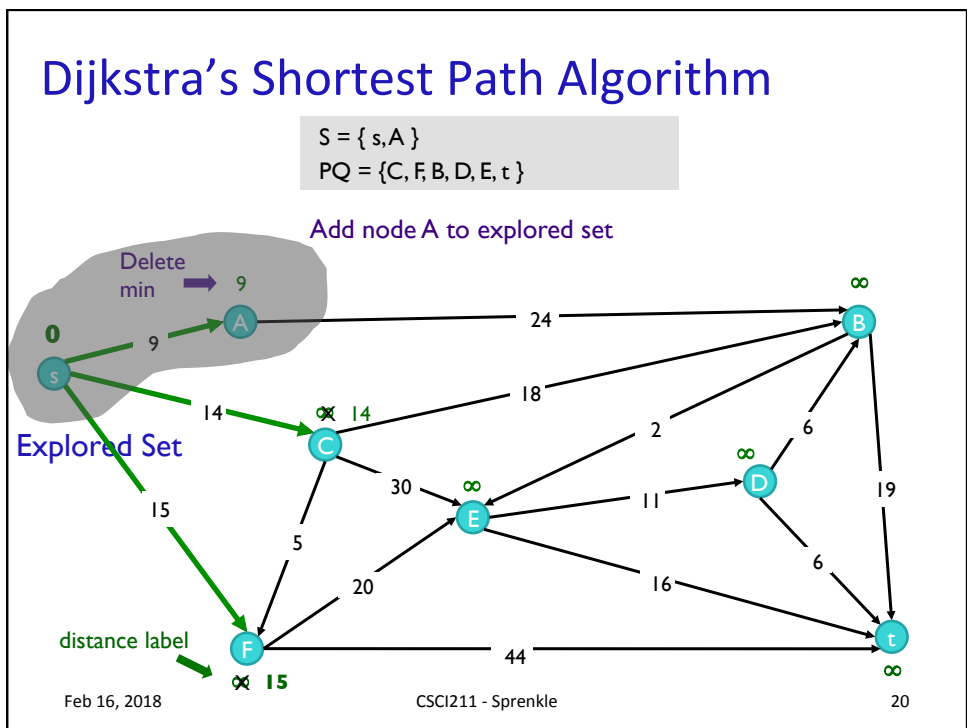 Dijkstra's Shortest Path Algorithm
S = { s, A }
PQ = {C, F, B, D, E, t }
Add node A to explored set
Delete
min
9
∞
A
24
B
0
9
s
18
14
∞ 14
C
2
6
Explored Set
∞
∞
D
30
19
15
E
11
5
6
20
16
distance label
F
44
t
∞ 15
∞
Feb 16, 2018
CSCI211 - Sprenkle
20